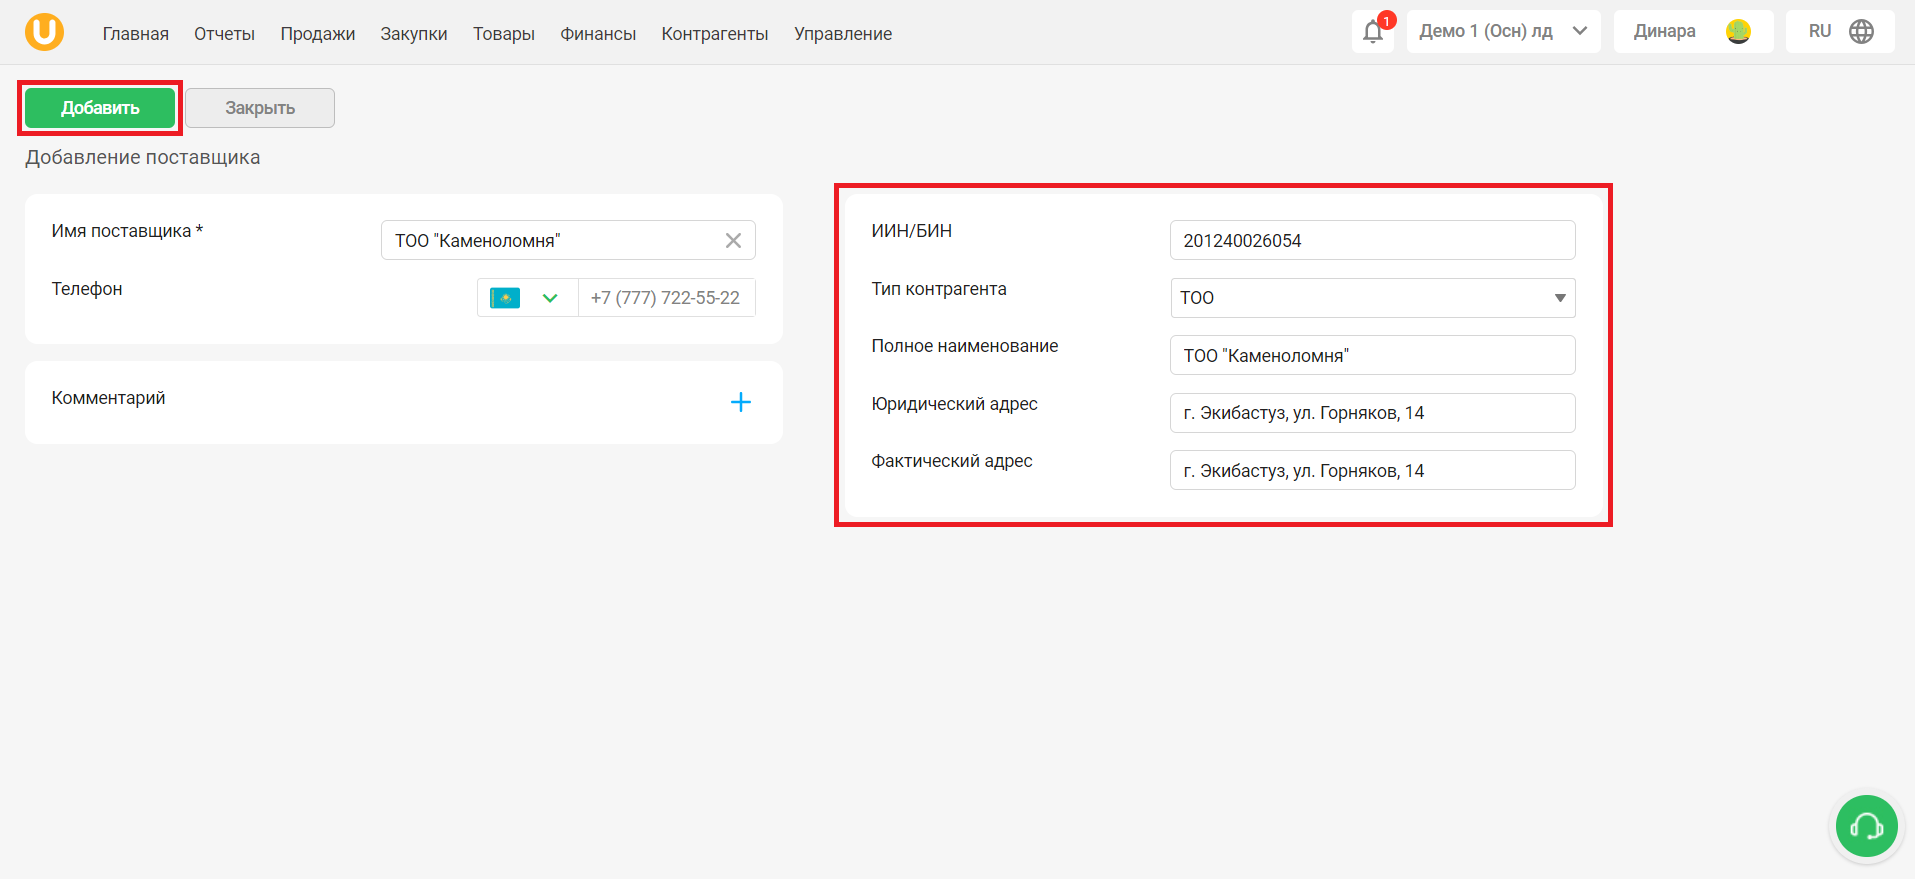 U Главная Отчеты Продажи Закупки Товары Финансы Контрагенты Управление 1 Демо 1 (Осн) лд Динара RU
Добавить Закрыть
Добавление поставщика
Имя поставщика * ТОО "Каменоломня"
Телефон +7 (777) 722-55-22
Комментарий
ИИН/БИН 201240026054
Тип контрагента ТОО
Полное наименование ТОО "Каменоломня"
Юридический адрес г. Экибастуз, ул. Горняков, 14
Фактический адрес г. Экибастуз, ул. Горняков, 14